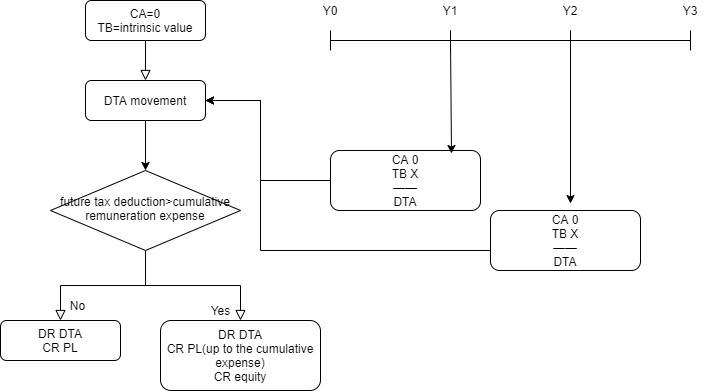 CA=0
TB=intrinsic value
Y0
Y1
Y2
Y3
DTA movement
CA 0
TB X
——
DTA
future tax deduction>cumulative
remuneration expense
CA 0
TB X
——
DTA
No
Yes
DR DTA
CR PL
DR DTA
CR PL(up to the cumulative
expense)
CR equity